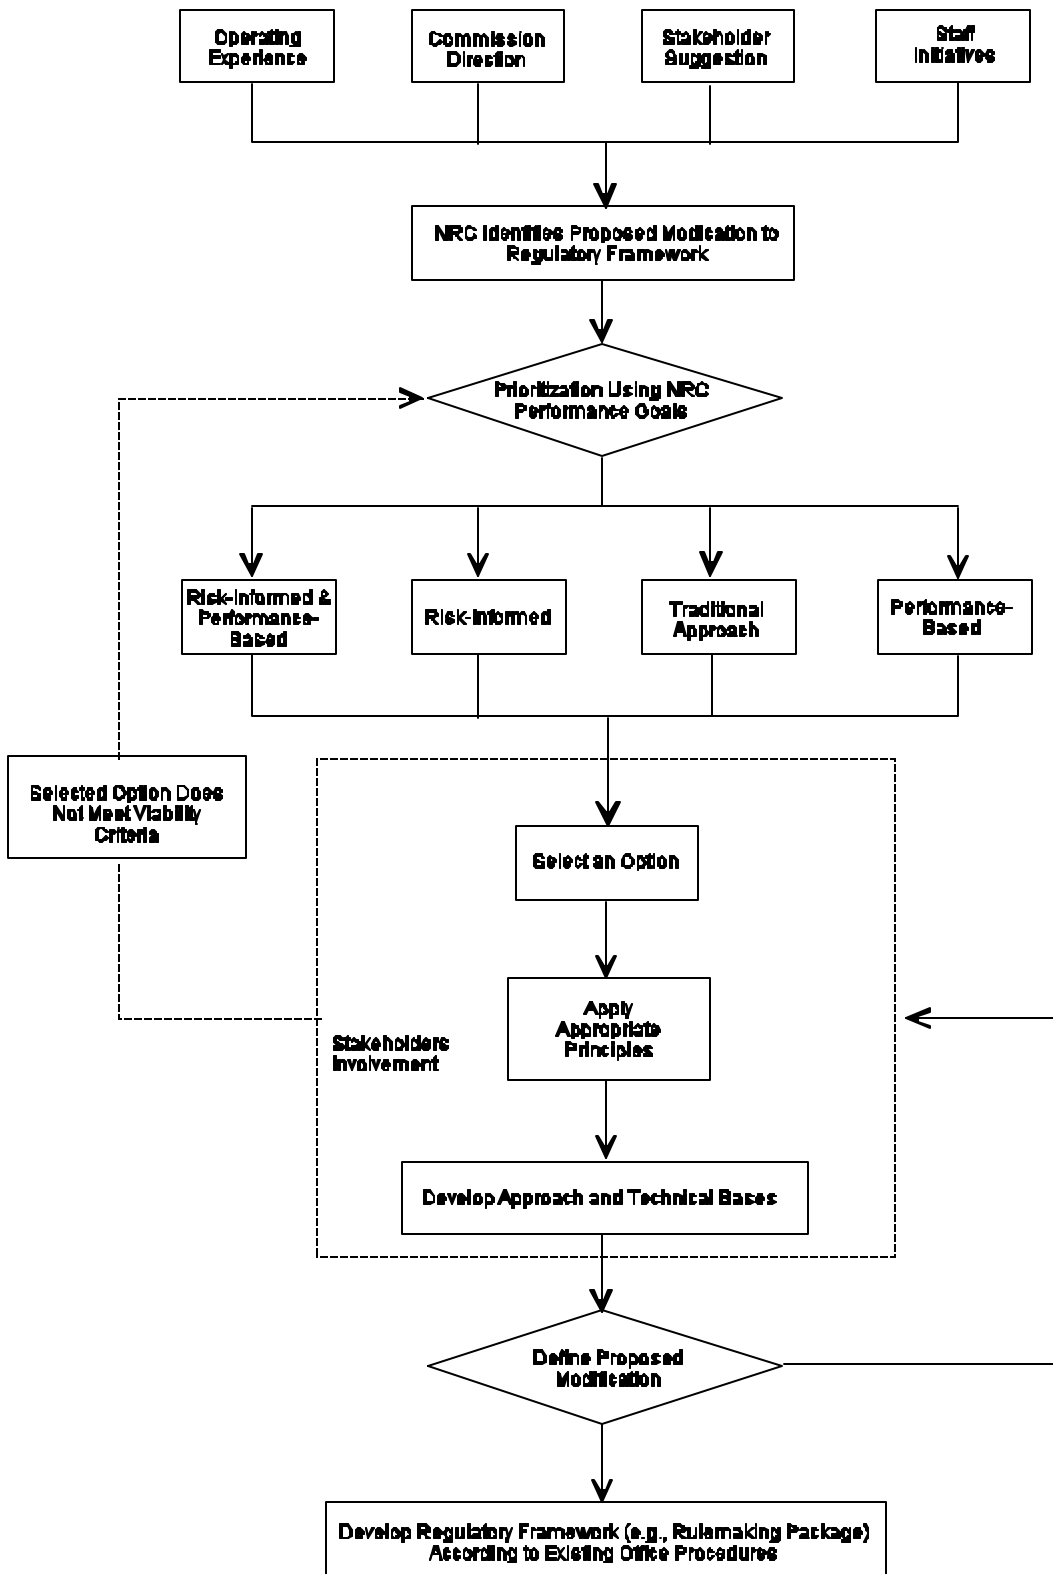 Operating
Experience
Commission
Direction
Stakeholder
Suggestion
Staff
Initiatives
NRC Identifies Proposed Modication to
Regulatory Framework
Prioritization Using NRC
Performance Goals
Risk-Informed &
Performance-
Based
Risk-Informed
Traditional
Approach
Performance-
Based
Selected Option Does
Not Meet Viability
Criteria
Select an Option
Apply
Appropriate
Principles
Stakeholders
Involvement
Develop Approach and Technical Bases
Define Proposed
Modification
Develop Regulatory Framework (e.g., Rulemaking Package)
According to Existing Office Procedures